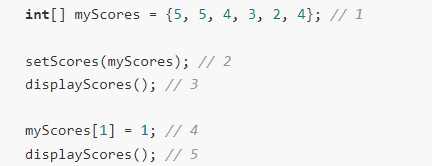 int[] myScores = {5, 5, 4, 3, 2, 4}; // 1
setScores(myScores); // 2
displayScores(); // 3
myScores[1] = 1; // 4
displayScores(); // 5